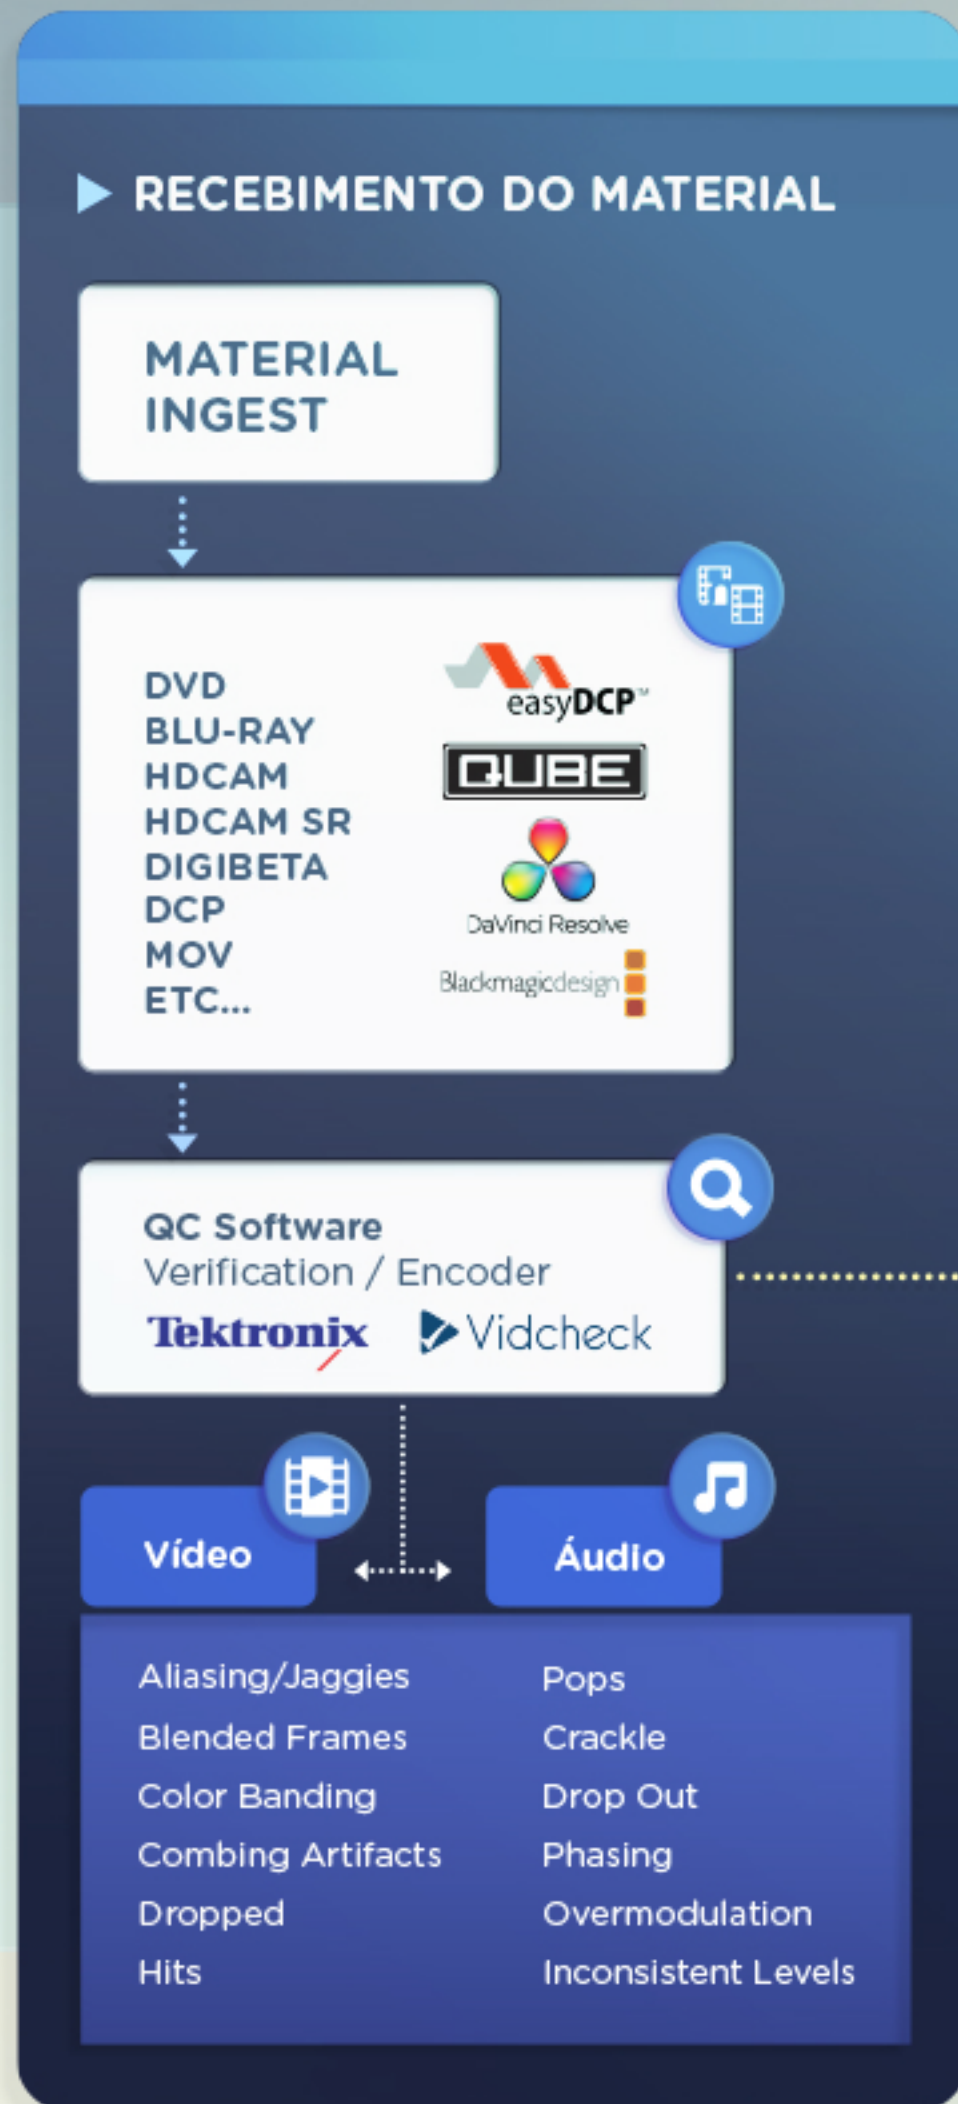 RECEBIMENTO DO MATERIAL
MATERIAL
INGEST
DVD
BLU-RAY
HDCAM
HDCAM SR
DIGIBETA
DCP
MOV
ETC...
easyDCP™
QUBE
DaVinci Resolve
Blackmagicdesign
QC Software
Verification / Encoder
Tektronix
Vidcheck
Vídeo
Áudio
Aliasing/Jaggies
Blended Frames
Color Banding
Combing Artifacts
Dropped
Hits
Pops
Crackle
Drop Out
Phasing
Overmodulation
Inconsistent Levels